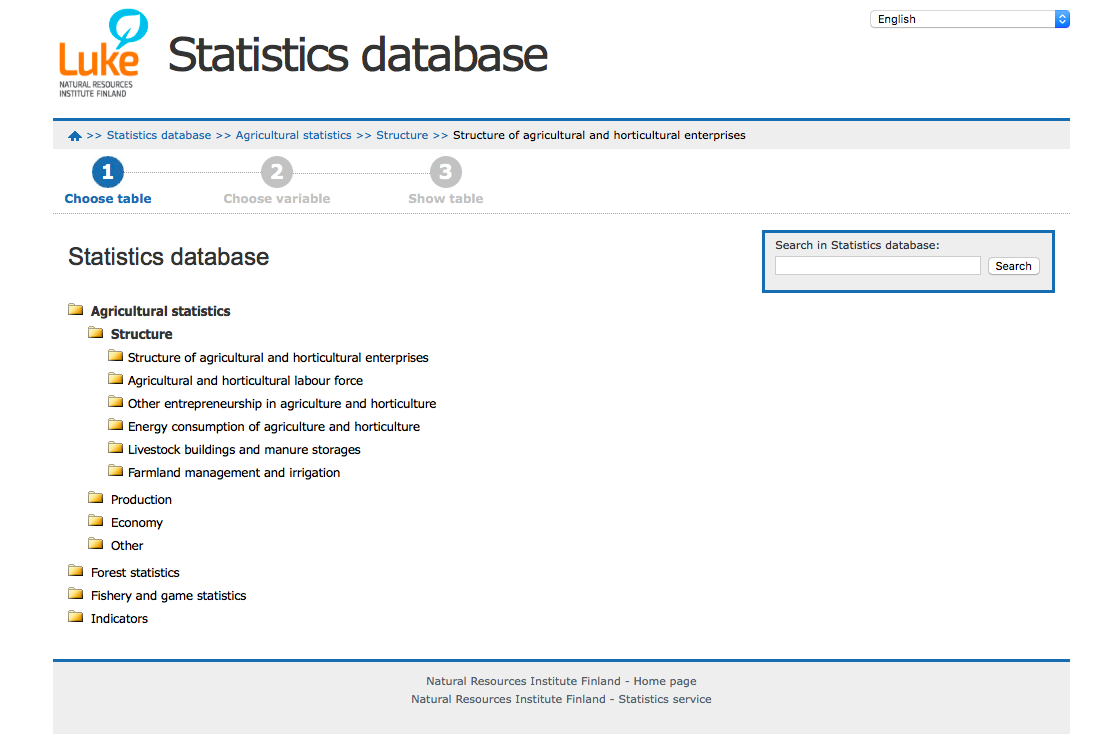 Luke
NATURAL RESOURCES
INSTITUTE FINLAND
Statistics database
English
>> Statistics database >> Agricultural statistics >> Structure >> Structure of agricultural and horticultural enterprises
1 2 3
Choose table Choose variable Show table
Statistics database
Search in Statistics database:
Search
Agricultural statistics
Structure
Structure of agricultural and horticultural enterprises
Agricultural and horticultural labour force
Other entrepreneurship in agriculture and horticulture
Energy consumption of agriculture and horticulture
Livestock buildings and manure storages
Farmland management and irrigation
Production
Economy
Other
Forest statistics
Fishery and game statistics
Indicators
Natural Resources Institute Finland - Home page
Natural Resources Institute Finland - Statistics service